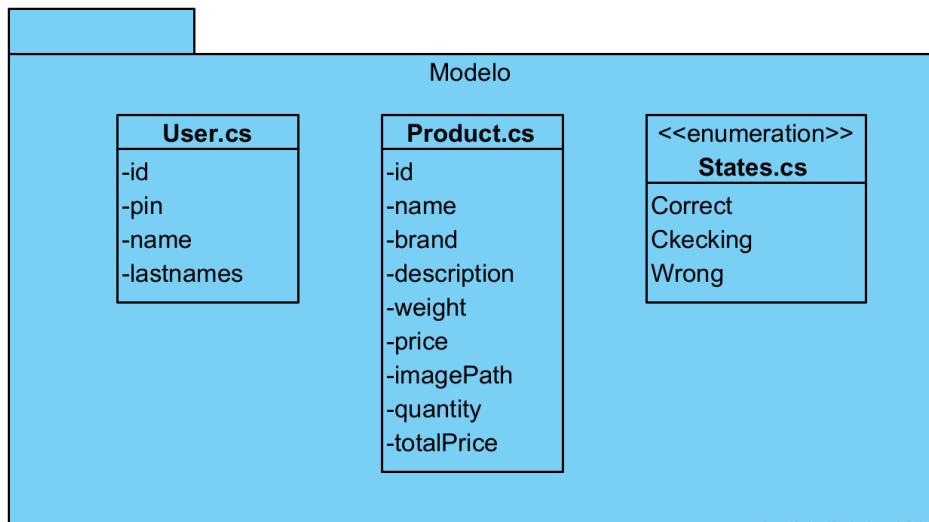 Modelo
User.cs
-id
-pin
-name
-lastnames
Product.cs
-id
-name
-brand
-description
-weight
-price
-imagePath
-quantity
-totalPrice
<<enumeration>>
States.cs
Correct
Ckecking
Wrong